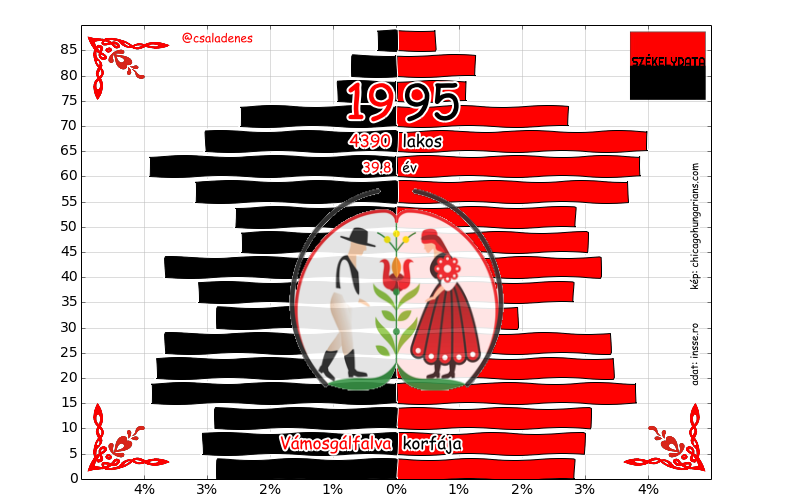 @csaladenes
SZÉKELYDATA
1995
4390 lakos
39.8 év
kép: chicagohungarians.com
adat: insse.ro
Vámosgálfalva korfája
85
80
75
70
65
60
55
50
45
40
35
30
25
20
15
10
5
0
4% 3% 2% 1% 0% 1% 2% 3% 4%